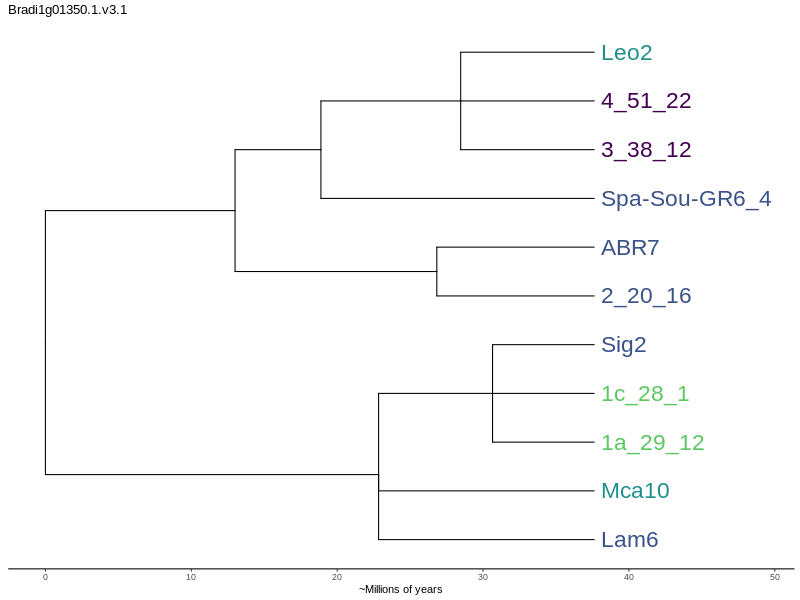 Bradi1g01350.1.v3.1
Leo2
4_51_22
3_38_12
Spa-Sou-GR6_4
ABR7
2_20_16
Sig2
1c_28_1
1a_29_12
Mca10
Lam6
0 10 20 30 40 50
~Millions of years